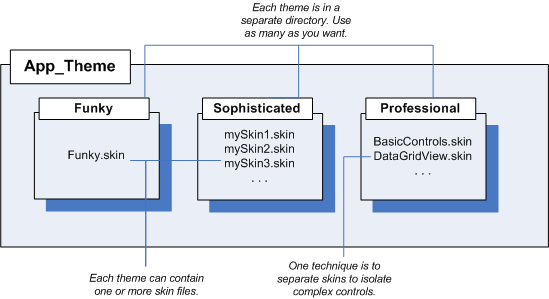 Each theme is in a
separate directory. Use
as many as you want.
App_Theme
Funky
Funky.skin
Sophisticated
mySkin1.skin
mySkin2.skin
mySkin3.skin
. . .
Professional
BasicControls.skin
DataGridView.skin
. . .
Each theme can contain
one or more skin files.
One technique is to
separate skins to isolate
complex controls.